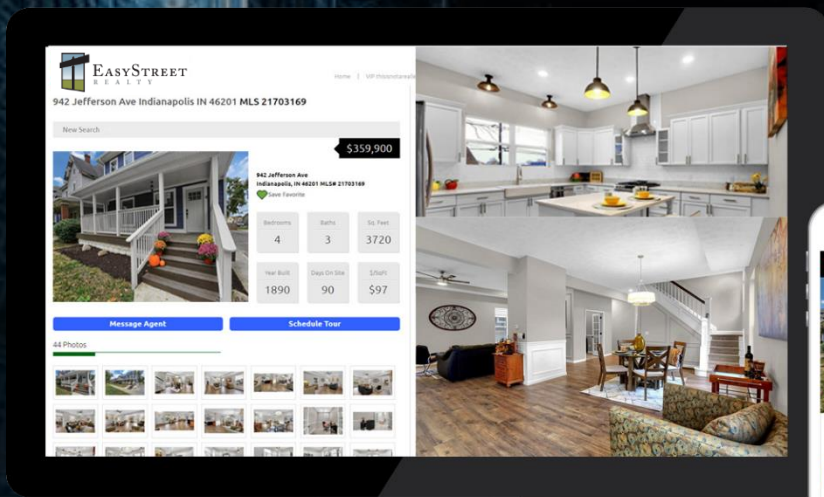 EASYSTREET
REALTY
Home | VIP
942 Jefferson Ave Indianapolis IN 46201 MLS 21703169
New Search
$359,900
942 Jefferson Ave
Indianapolis, IN 46201 MLS# 21703169
Save Favorite
Bedrooms Baths Sq. Feet
4 3 3720
Year Built Days On Site $/Sqft
1890 90 $97
Message Agent Schedule Tour
44 Photos